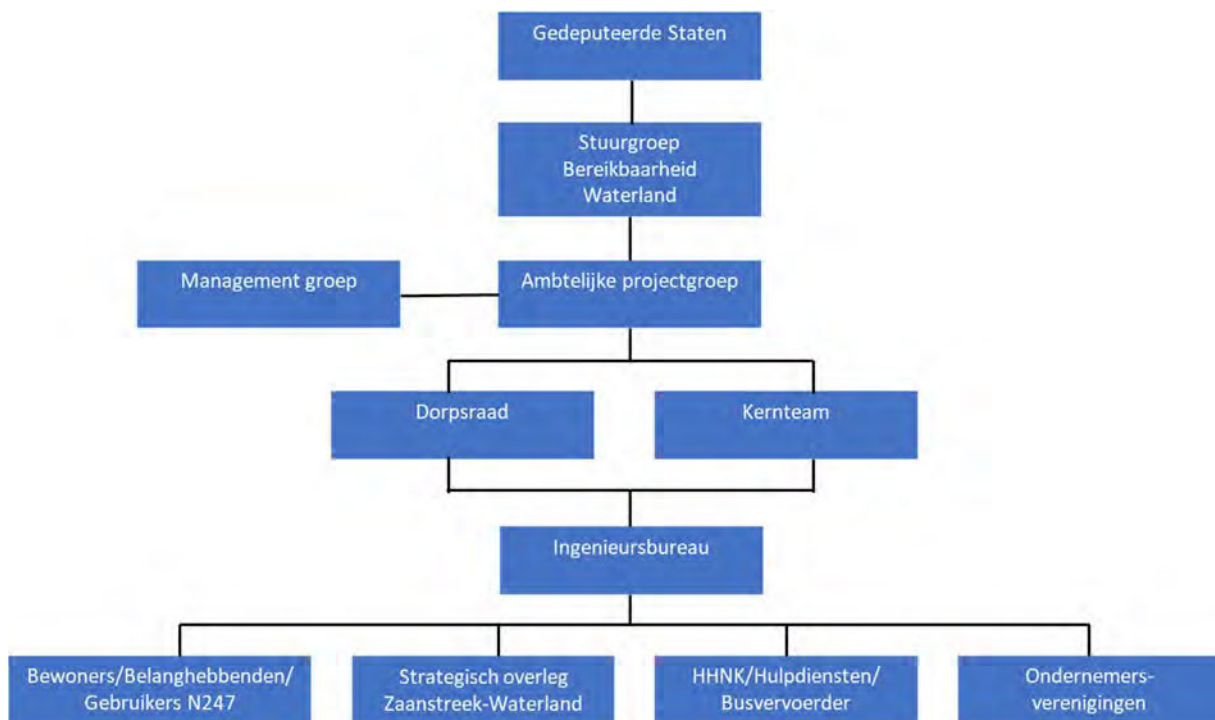 Gedeputeerde Staten
Stuurgroep
Bereikbaarheid
Waterland
Management groep
Ambtelijke projectgroep
Dorpsraad
Kernteam
Ingenieursbureau
Bewoners/Belanghebbenden/
Gebruikers N247
Strategisch overleg
Zaanstreek-Waterland
HHNK/Hulpdiensten/
Busvervoerder
Ondernemers-
verenigingen